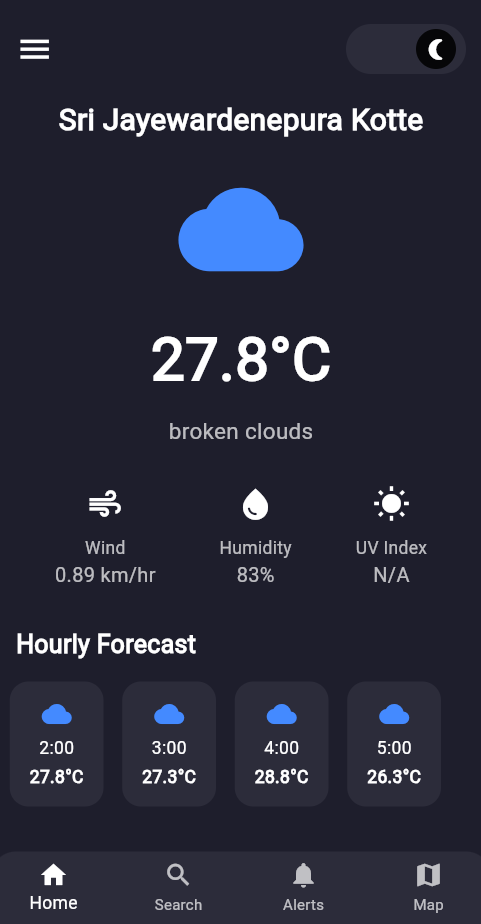 Sri Jayewardenepura Kotte
27.8°C
broken clouds
Wind Humidity UV Index
0.89 km/hr 83% N/A
Hourly Forecast
2:00 3:00 4:00 5:00
27.8°C 27.3°C 28.8°C 26.3°C
Home Search Alerts Map